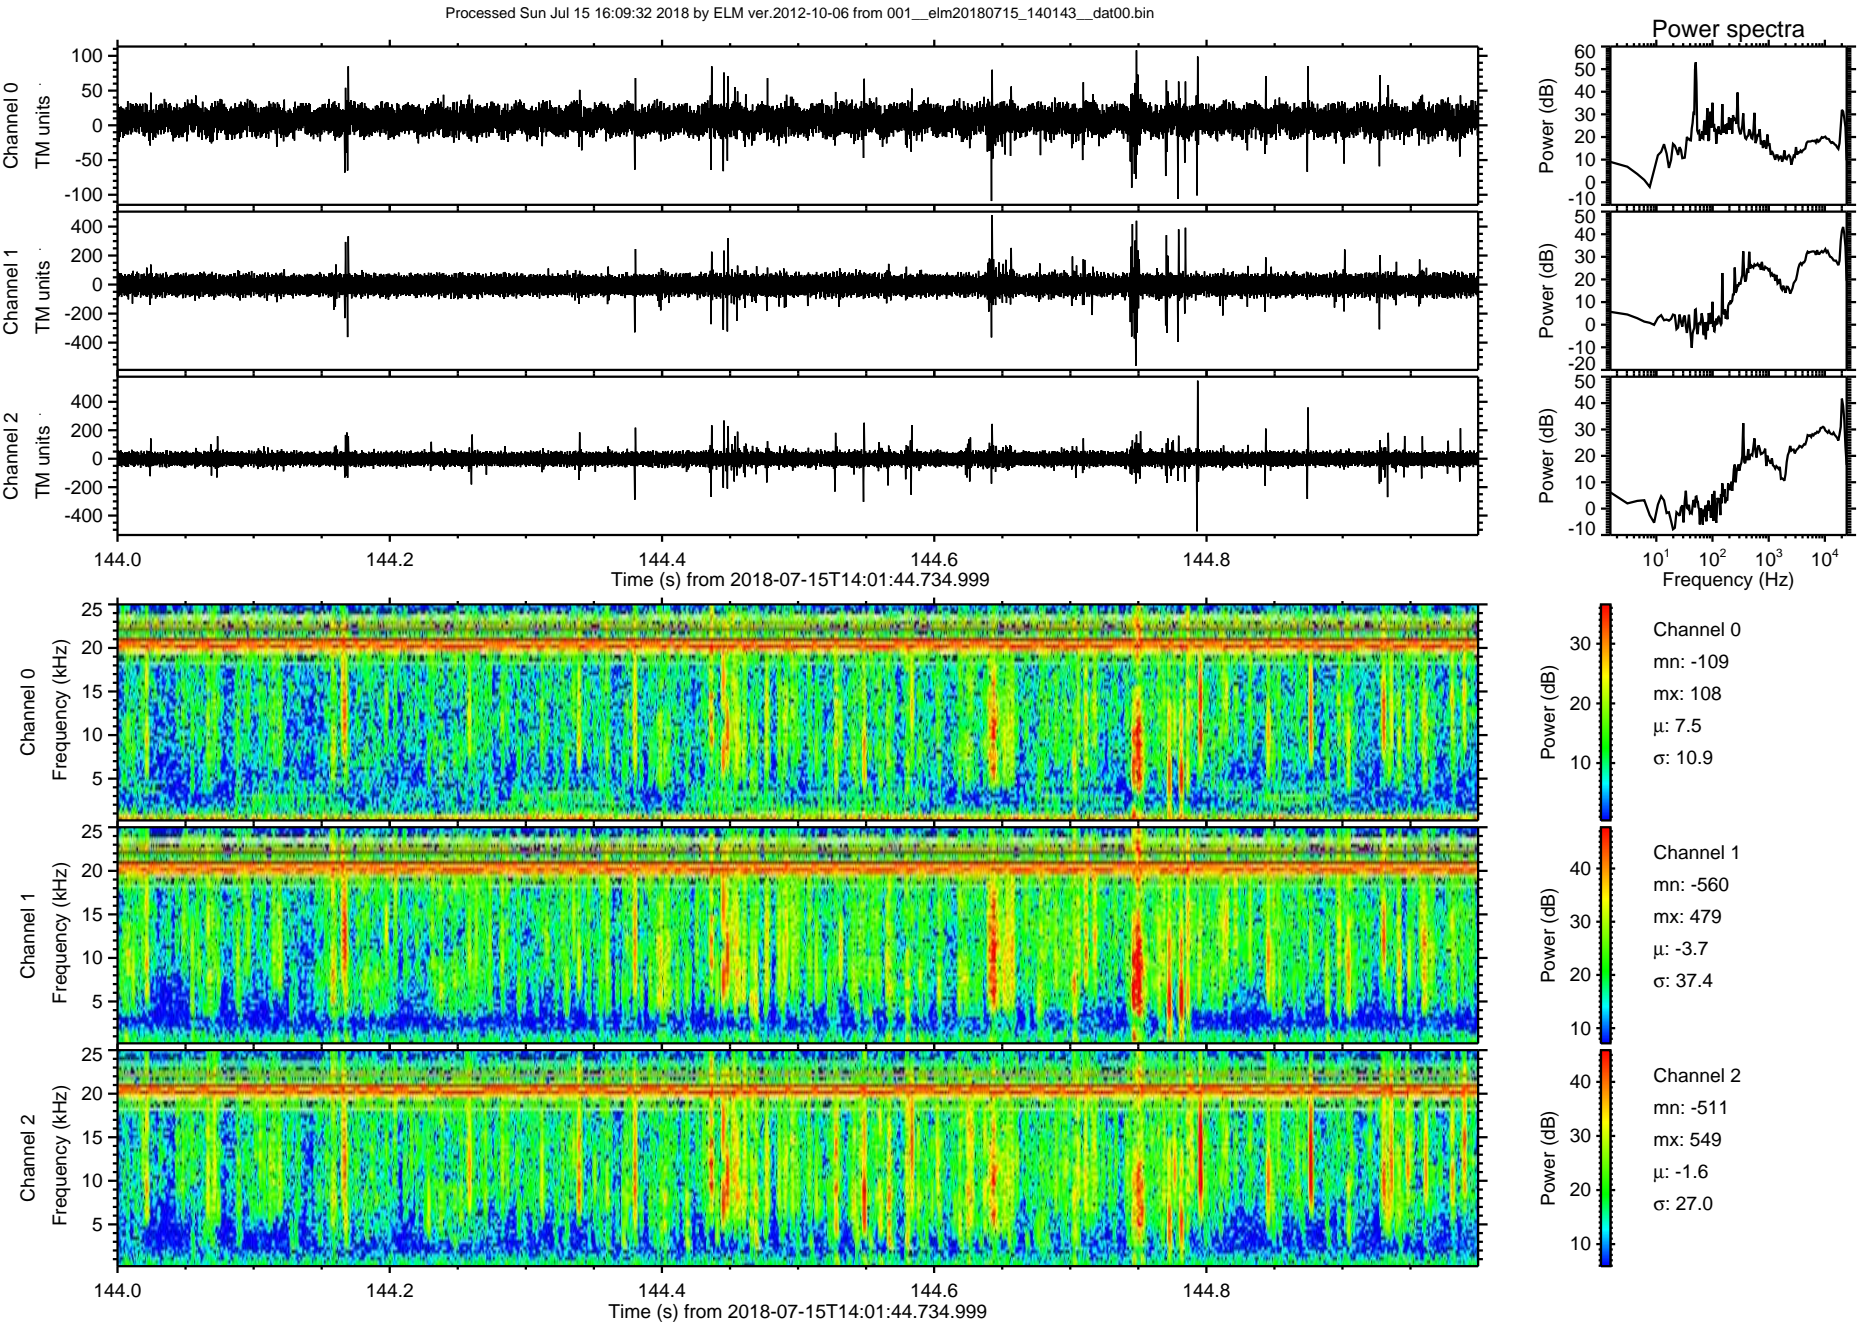 Processed Sun Jul 15 16:09:32 2018 by ELM ver.2012-10-06 from 001__elm20180715_140143__dat00.bin
Power spectra
Channel 0
TM units
100
50
0
-50
-100
Power (dB)
60
50
40
30
20
10
0
-10
Channel 1
TM units
400
200
0
-200
-400
Power (dB)
50
40
30
20
10
0
-10
-20
Channel 2
TM units
400
200
0
-200
-400
Power (dB)
50
40
30
20
10
0
-10
144.0 144.2 144.4 144.6 144.8
Time (s) from 2018-07-15T14:01:44.734.999
10¹ 10² 10³ 10⁴
Frequency (Hz)
Channel 0
Frequency (kHz)
25
20
15
10
5
Power (dB)
30
20
10
Channel 0
mn: -109
mx: 108
μ: 7.5
σ: 10.9
Channel 1
Frequency (kHz)
25
20
15
10
5
Power (dB)
40
30
20
10
Channel 1
mn: -560
mx: 479
μ: -3.7
σ: 37.4
Channel 2
Frequency (kHz)
25
20
15
10
5
Power (dB)
40
30
20
10
Channel 2
mn: -511
mx: 549
μ: -1.6
σ: 27.0
144.0 144.2 144.4 144.6 144.8
Time (s) from 2018-07-15T14:01:44.734.999